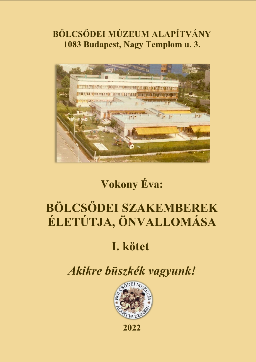 BÖLCSŐDEI MÚZEUM ALAPÍTVÁNY
1083 Budapest, Nagy Templom u. 3.
Vokony Éva:
BÖLCSŐDEI SZAKEMBEREK
ÉLETÚTJA, ÖNVALLOMÁSA
I. kötet
Akikre büszkék vagyunk!
2022